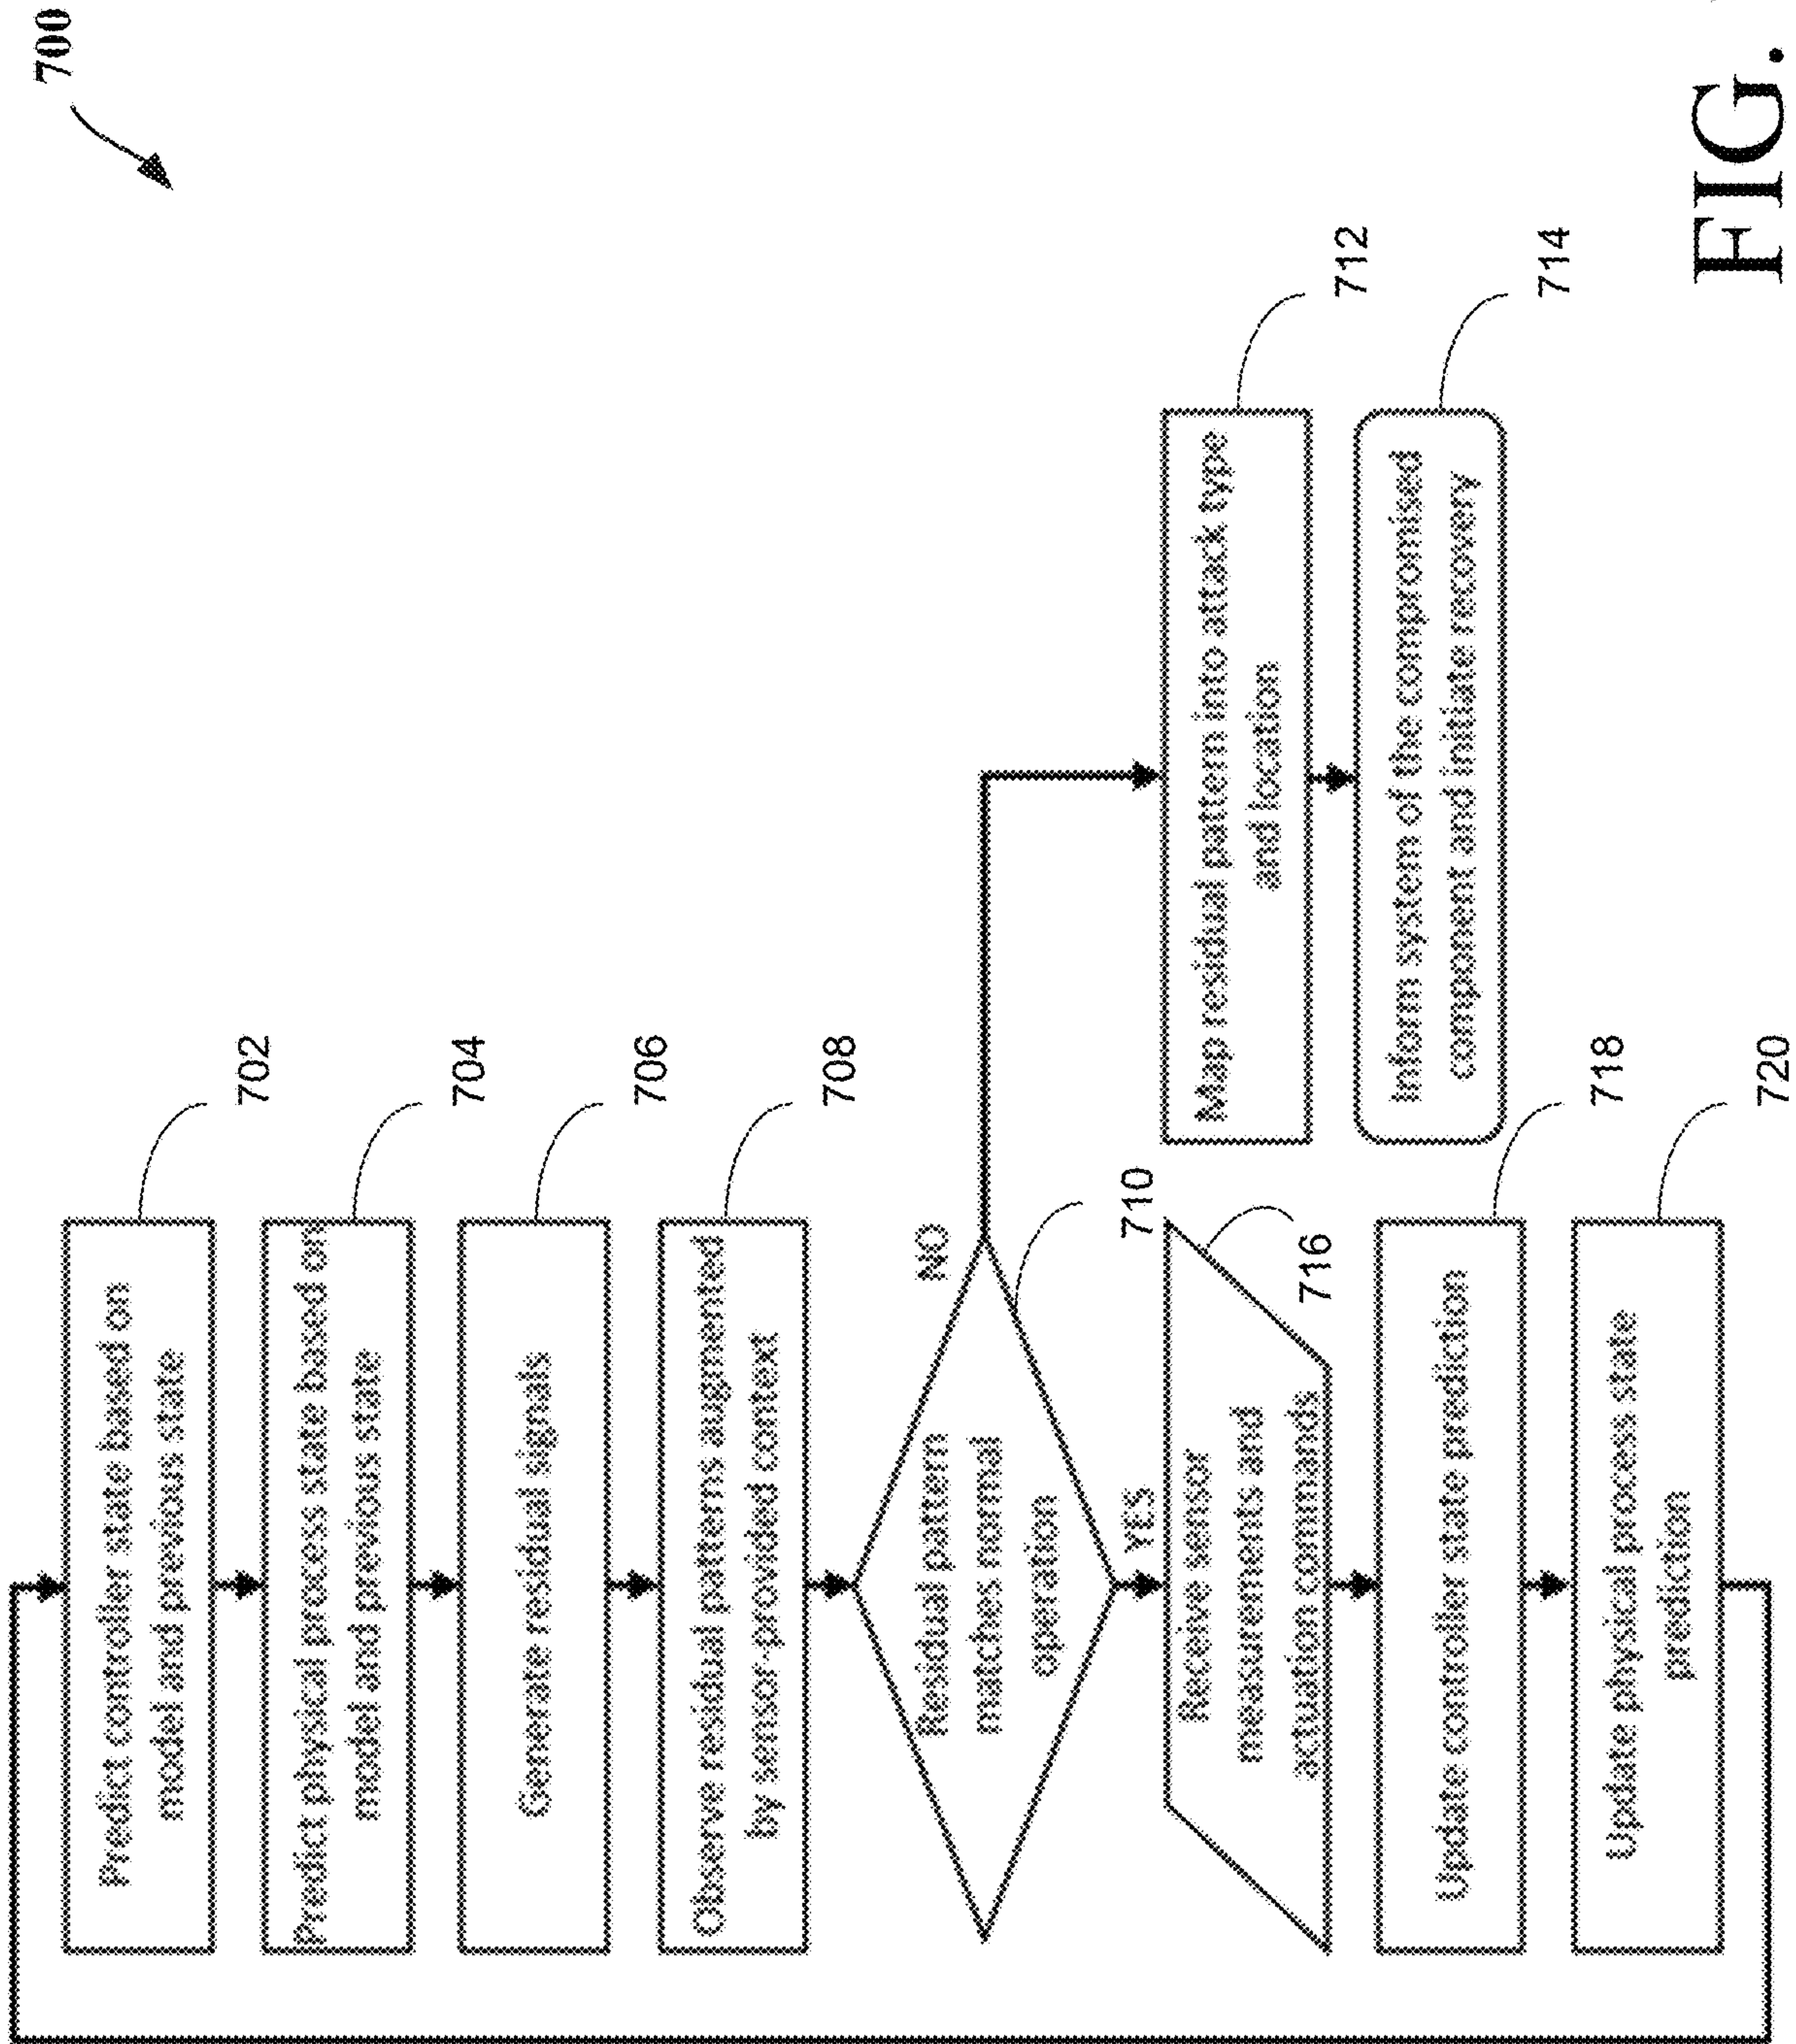 700
Predict controller state based on
model and previous state
702
Predict physical process state based on
model and previous state
704
Generate residual signals
706
Observe residual patterns augmented
by sensor-provided context
708
Residual pattern
matches normal
operation
710
NO
YES
Map residual pattern into attack type
and location
712
Inform system of the compromised
component and initiate recovery
714
Receive sensor
measurements and
actuation commands
716
Update controller state prediction
718
Update physical process state
prediction
720
FIG.